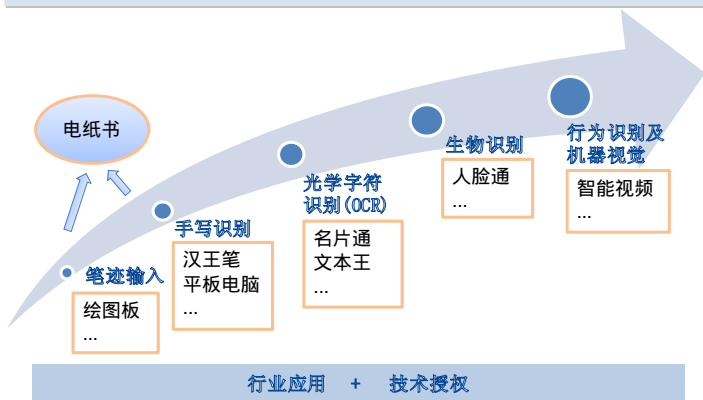 电纸书
笔迹输入
绘图板
...
手写识别
汉王笔
平板电脑
...
光学字符
识别(OCR)
名片通
文本王
...
生物识别
人脸通
...
行为识别及
机器视觉
智能视频
...
行业应用 + 技术授权